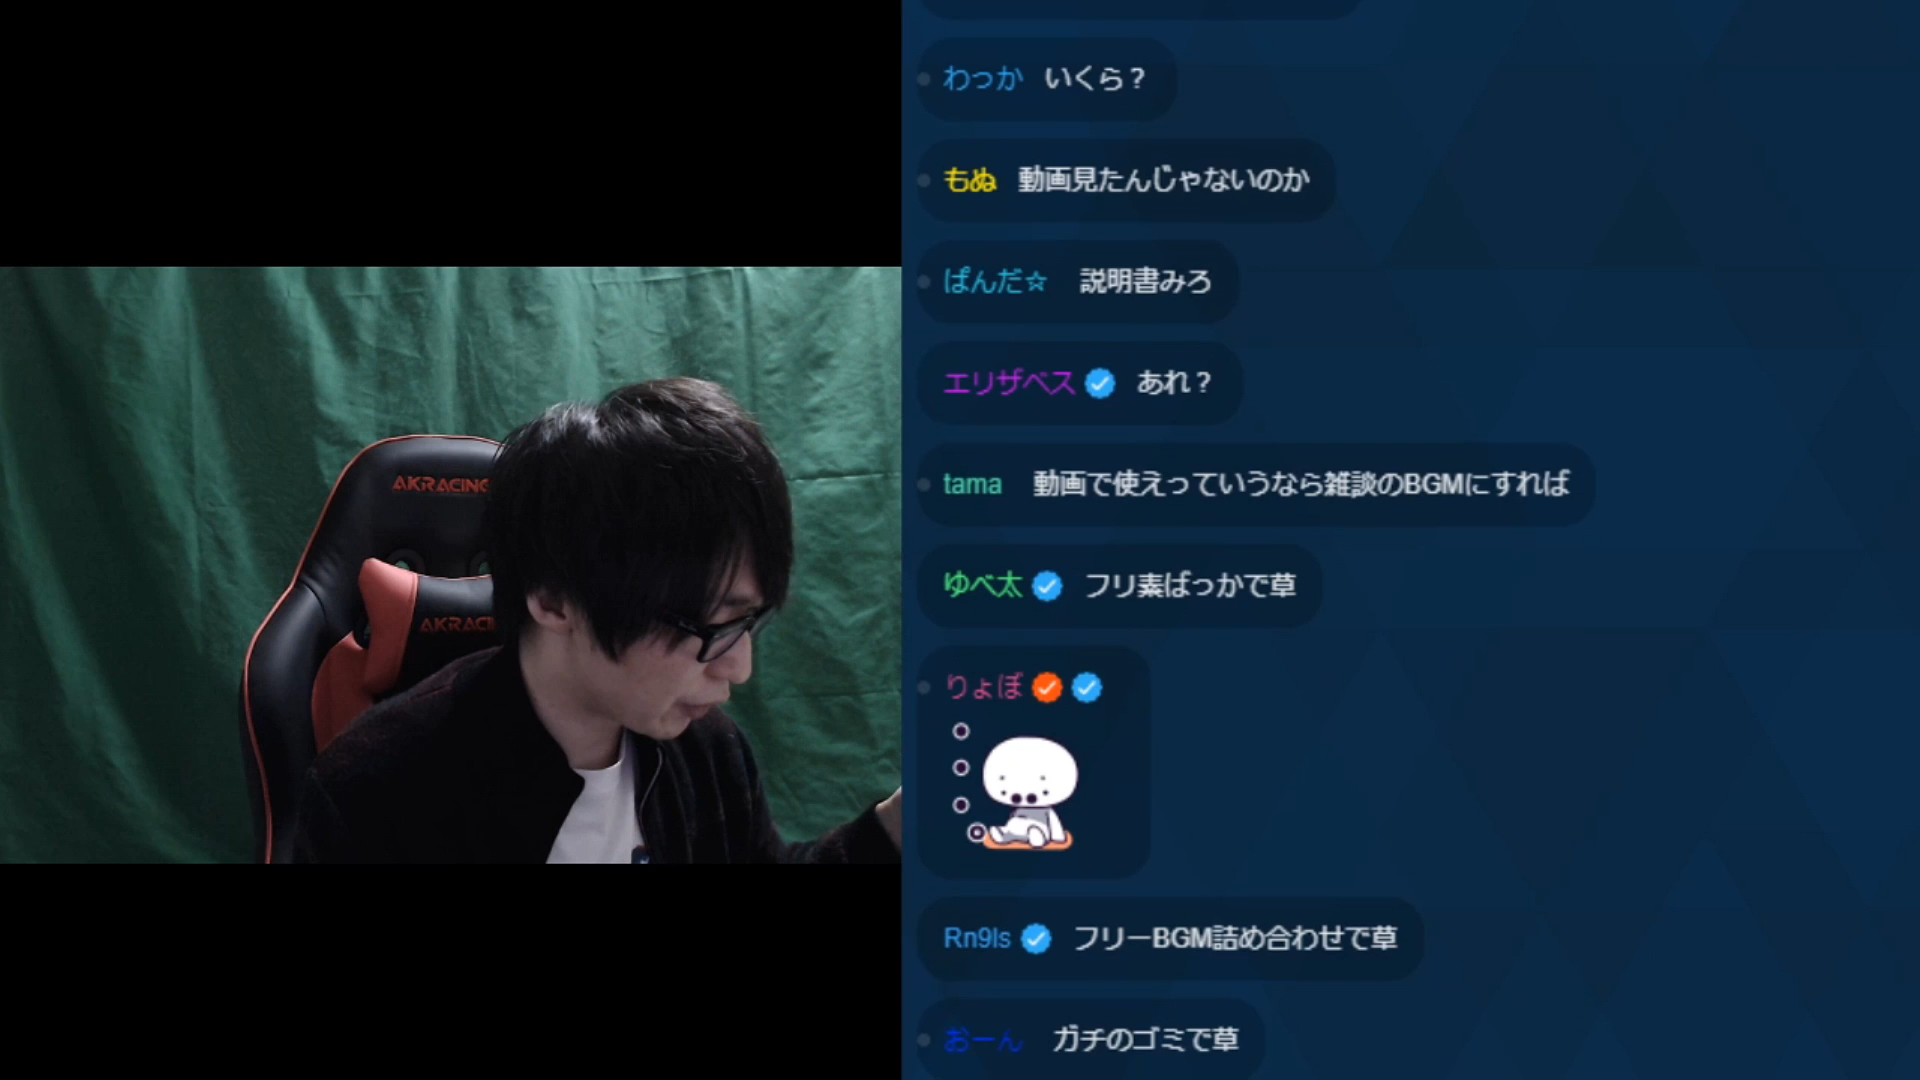 AKRACING
AKRACI
わっか いくら？
もぬ 動画見たんじゃないのか
ぱんだ☆ 説明書みろ
エリザベス あれ？
tama 動画で使えっていうなら雑談のBGMにすれば
ゆべ太 フリ素ばっかで草
りょぼ
Rn9ls フリーBGM詰め合わせで草
おーん ガチのゴミで草